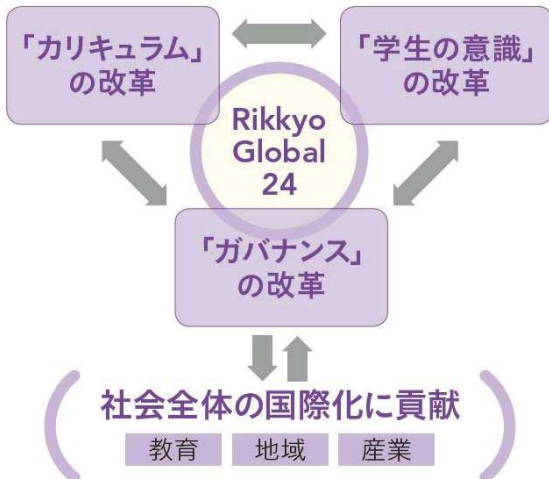 「カリキュラム」
の改革
「学生の意識」
の改革
Rikkyo
Global
24
「ガバナンス」
の改革
社会全体の国際化に貢献
教育
地域
産業